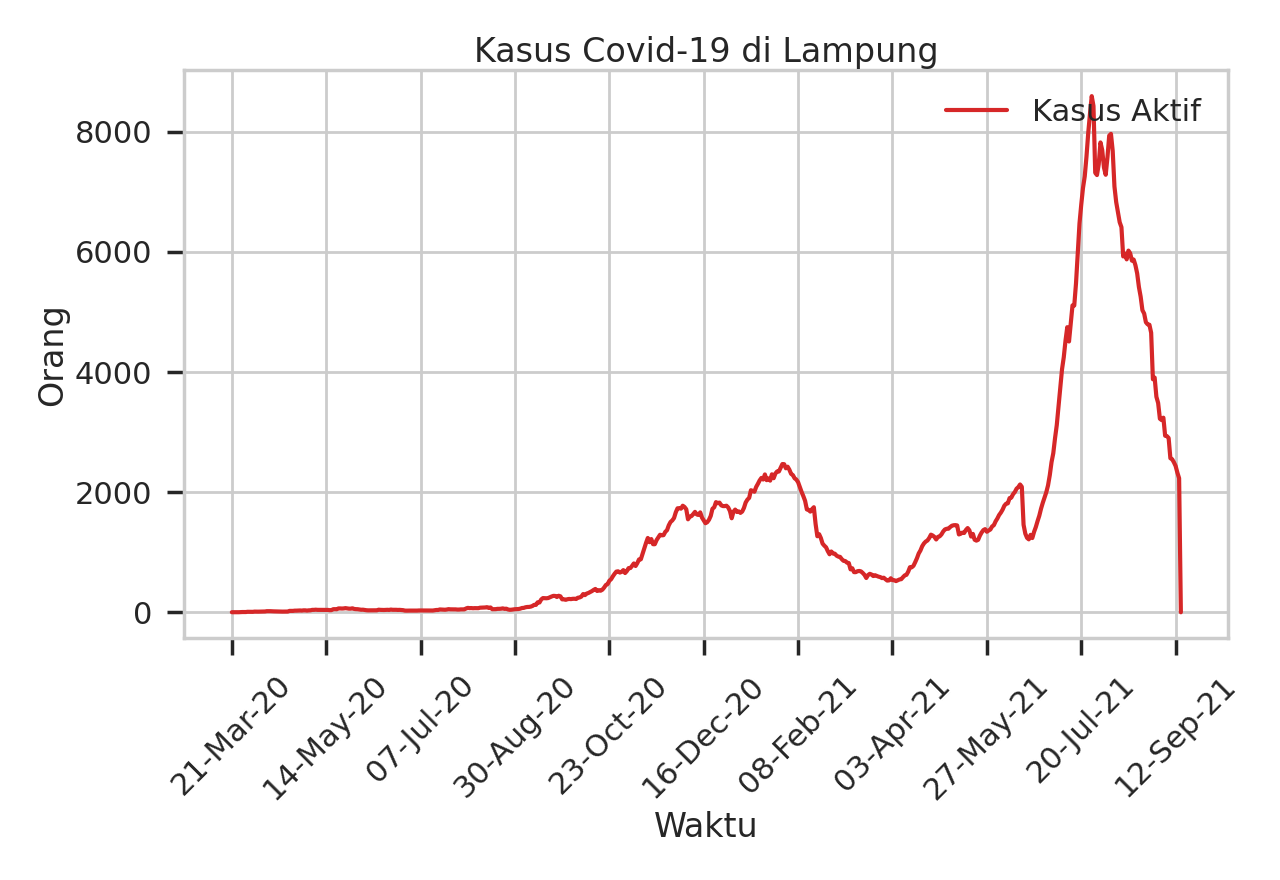 Kasus Covid-19 di Lampung
Kasus Aktif
8000
6000
4000
2000
0
Orang
21-Mar-20
14-May-20
07-Jul-20
30-Aug-20
23-Oct-20
16-Dec-20
08-Feb-21
03-Apr-21
27-May-21
20-Jul-21
12-Sep-21
Waktu